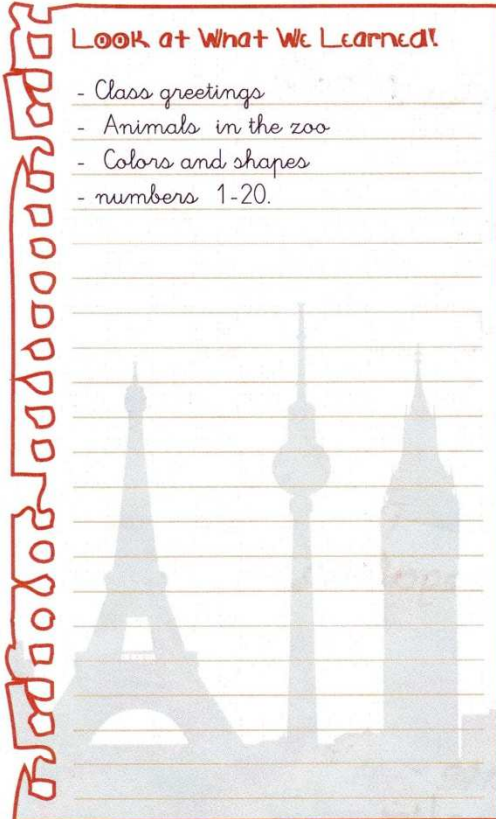 Look at What We Learned!
- Class greetings
- Animals in the zoo
- Colors and shapes
- numbers 1-20.